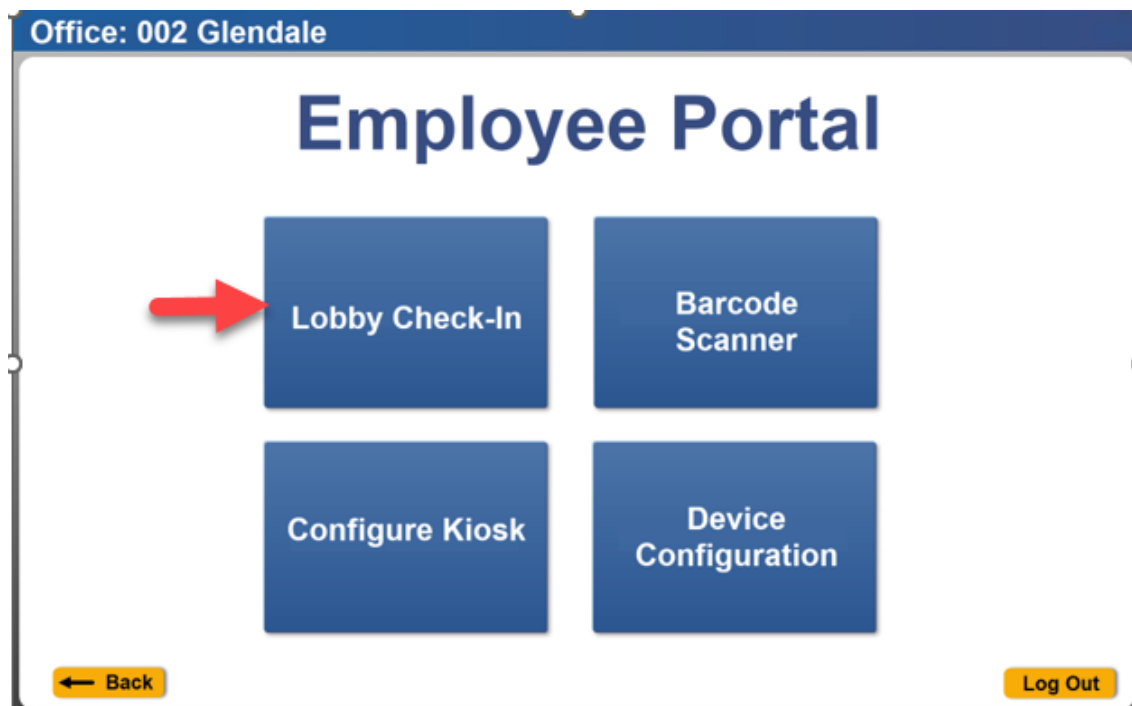 Office: 002 Glendale
Employee Portal
Lobby Check-In
Barcode
Scanner
Configure Kiosk
Device
Configuration
Back
Log Out